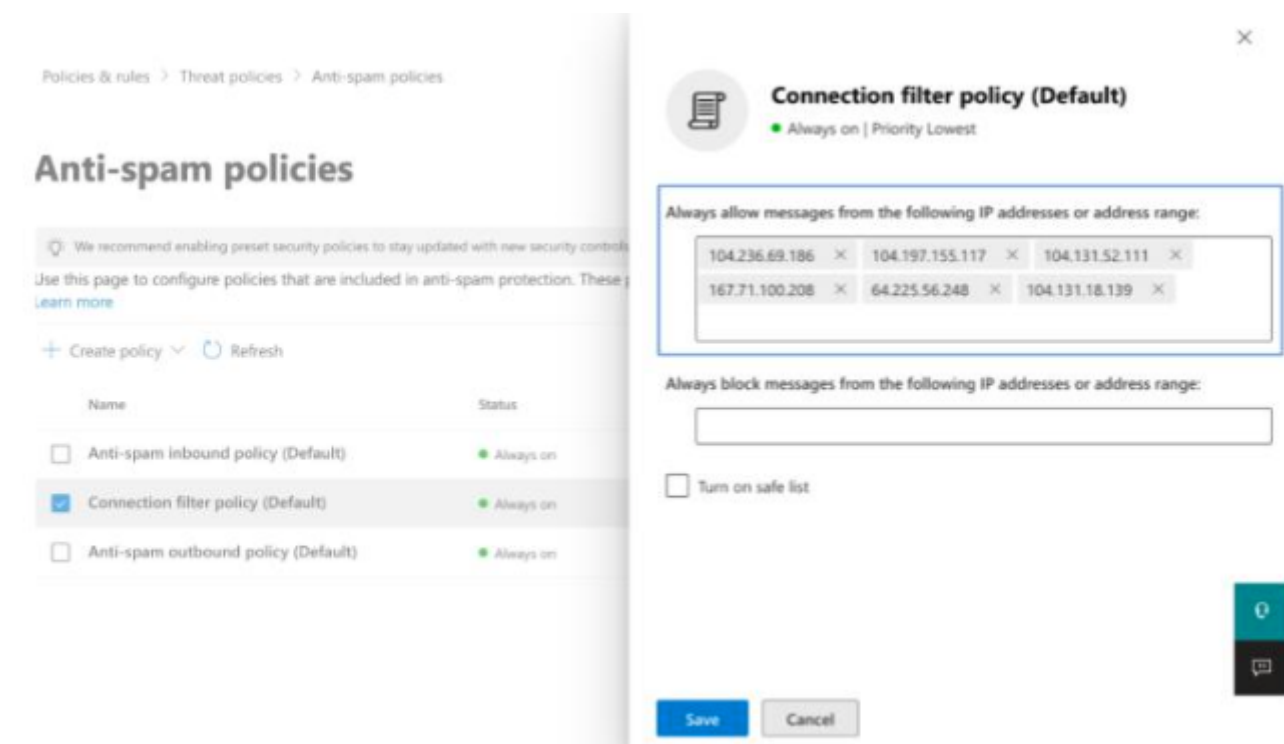 Policies & rules > Threat policies > Anti-spam policies
Anti-spam policies
We recommend enabling preset security policies to stay updated with new security controls
Use this page to configure policies that are included in anti-spam protection. These p
Learn more
+ Create policy Refresh
Name Status
Anti-spam inbound policy (Default) Always on
Connection filter policy (Default) Always on
Anti-spam outbound policy (Default) Always on
Connection filter policy (Default)
Always on | Priority Lowest
Always allow messages from the following IP addresses or address range:
104.236.69.186 × 104.197.155.117 × 104.131.52.111 ×
167.71.100.208 × 64.225.56.248 × 104.131.18.139 ×
Always block messages from the following IP addresses or address range:
Turn on safe list
Save Cancel